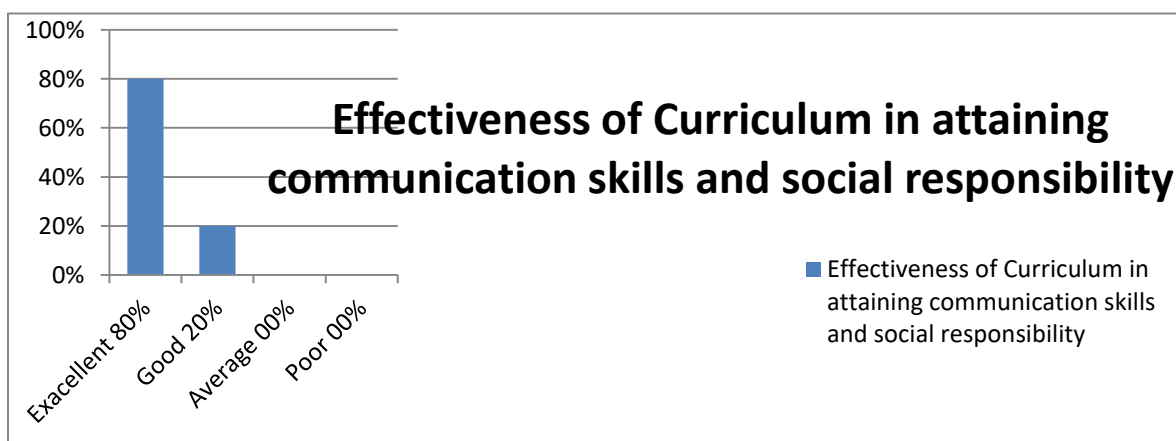 100%
80%
60%
40%
20%
0%
Exacellent 80%
Good 20%
Average 00%
Poor 00%
Effectiveness of Curriculum in attaining
communication skills and social responsibility
Effectiveness of Curriculum in
attaining communication skills
and social responsibility